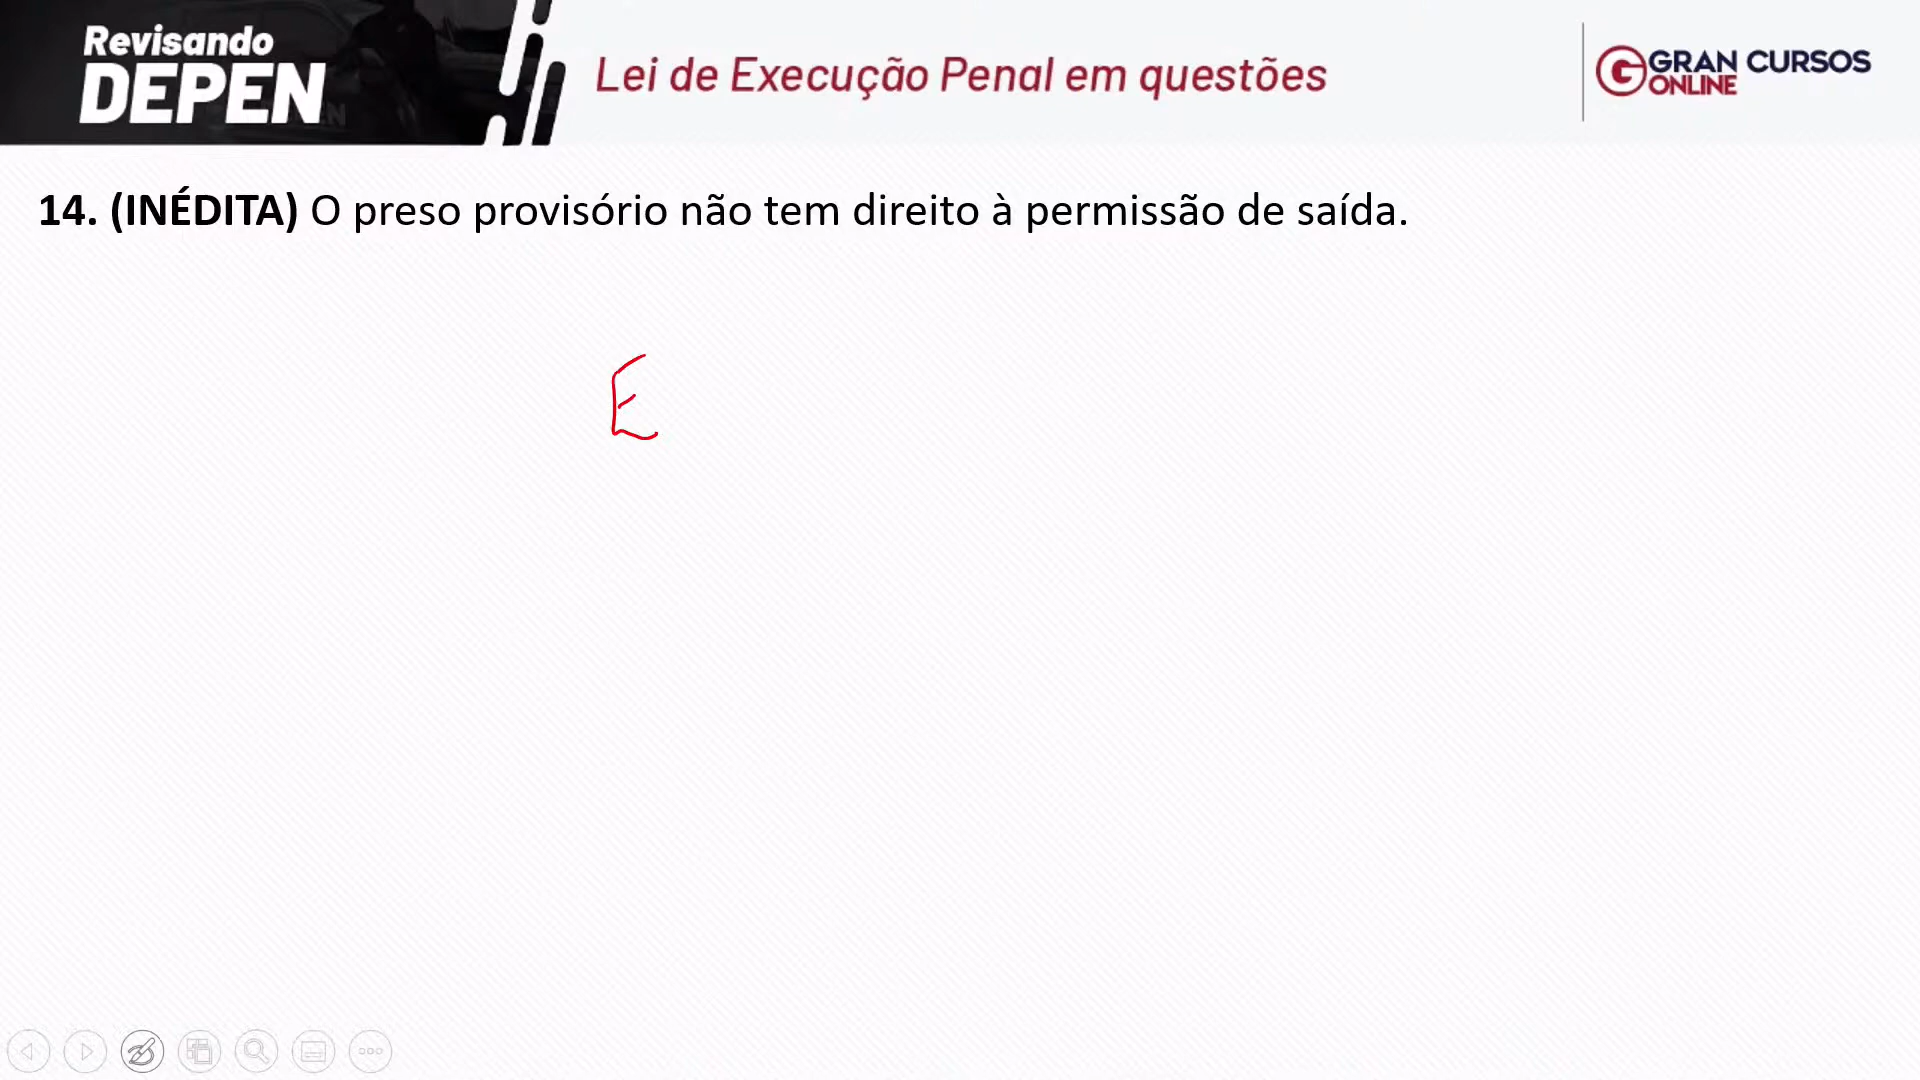 Revisando
DEPEN
Lei de Execução Penal em questões
GRAN CURSOS
ONLINE
14. (INÉDITA) O preso provisório não tem direito à permissão de saída.
E